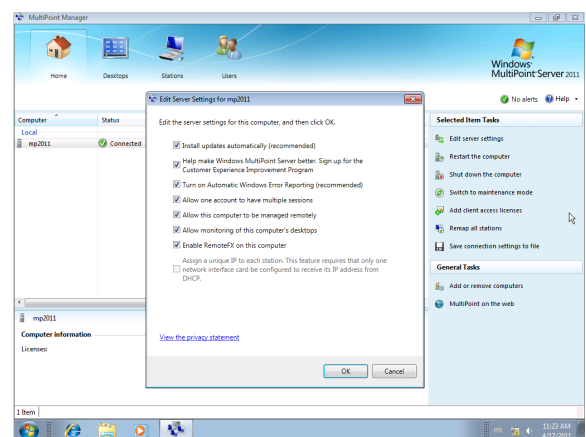 MultiPoint Manager
Home
Desktops
Stations
Users
Windows
MultiPoint Server 2011
No alerts
Help
Computer
Status
Local
mp2011
Connected
Edit Server Settings for mp2011
Edit the server settings for this computer, and then click OK.
Install updates automatically (recommended)
Help make Windows MultiPoint Server better. Sign up for the
Customer Experience Improvement Program
Turn on Automatic Windows Error Reporting (recommended)
Allow one account to have multiple sessions
Allow this computer to be managed remotely
Allow monitoring of this computer's desktops
Enable RemoteFX on this computer
Assign a unique IP to each station. This feature requires that only one
network interface card be configured to receive its IP address from
DHCP.
View the privacy statement
OK
Cancel
Selected Item Tasks
Edit server settings
Restart the computer
Shut down the computer
Switch to maintenance mode
Add client access licenses
Remap all stations
Save connection settings to file
General Tasks
Add or remove computers
MultiPoint on the web
mp2011
Computer information
Licenses:
1 Item
11:23 AM
4/17/2011